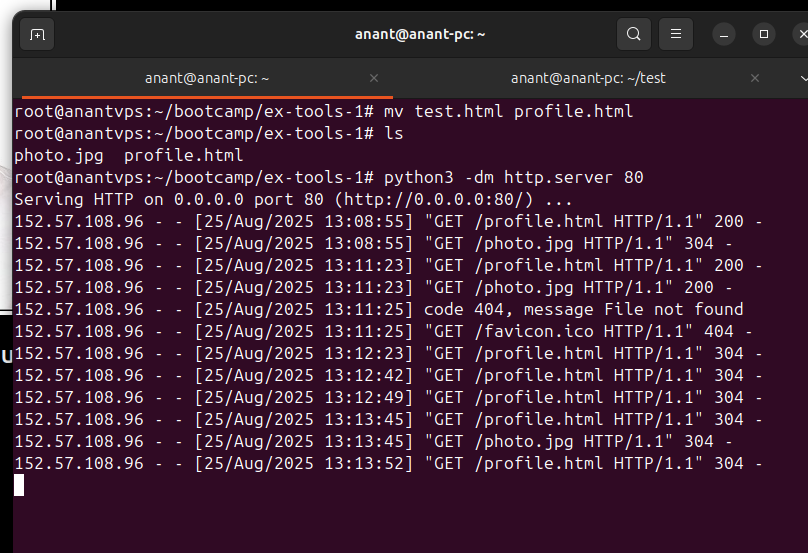 anant@anant-pc: ~
anant@anant-pc: ~
anant@anant-pc: ~/test
root@anantvps:~/bootcamp/ex-tools-1# mv test.html profile.html
root@anantvps:~/bootcamp/ex-tools-1# ls
photo.jpg  profile.html
root@anantvps:~/bootcamp/ex-tools-1# python3 -dm http.server 80
Serving HTTP on 0.0.0.0 port 80 (http://0.0.0.0:80/) ...
152.57.108.96 - - [25/Aug/2025 13:08:55] "GET /profile.html HTTP/1.1" 200 -
152.57.108.96 - - [25/Aug/2025 13:08:55] "GET /photo.jpg HTTP/1.1" 304 -
152.57.108.96 - - [25/Aug/2025 13:11:23] "GET /profile.html HTTP/1.1" 200 -
152.57.108.96 - - [25/Aug/2025 13:11:23] "GET /photo.jpg HTTP/1.1" 200 -
152.57.108.96 - - [25/Aug/2025 13:11:25] code 404, message File not found
152.57.108.96 - - [25/Aug/2025 13:11:25] "GET /favicon.ico HTTP/1.1" 404 -
152.57.108.96 - - [25/Aug/2025 13:12:23] "GET /profile.html HTTP/1.1" 304 -
152.57.108.96 - - [25/Aug/2025 13:12:42] "GET /profile.html HTTP/1.1" 304 -
152.57.108.96 - - [25/Aug/2025 13:12:49] "GET /profile.html HTTP/1.1" 304 -
152.57.108.96 - - [25/Aug/2025 13:13:45] "GET /profile.html HTTP/1.1" 304 -
152.57.108.96 - - [25/Aug/2025 13:13:45] "GET /photo.jpg HTTP/1.1" 304 -
152.57.108.96 - - [25/Aug/2025 13:13:52] "GET /profile.html HTTP/1.1" 304 -